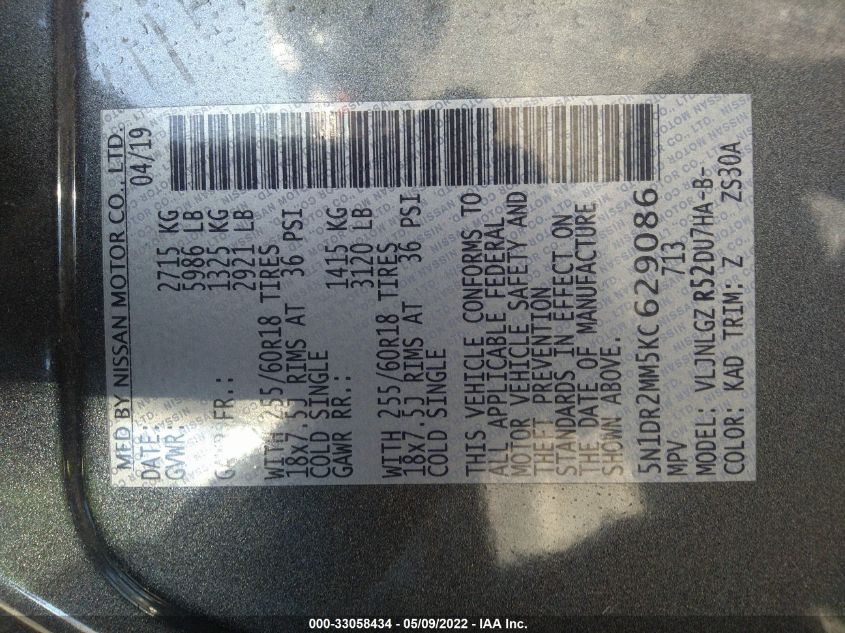 MFD BY NISSAN MOTOR CO., LTD.
DATE: 04/19
GVWR: 2715 KG
5986 LB
GAWR FR.: 1325 KG
2921 LB
WITH 255/60R18 TIRES
18x7.5J RIMS AT 36 PSI
COLD SINGLE
GAWR RR.: 1415 KG
3120 LB
WITH 255/60R18 TIRES
18x7.5J RIMS AT 36 PSI
COLD SINGLE
THIS VEHICLE CONFORMS TO
ALL APPLICABLE FEDERAL
MOTOR VEHICLE SAFETY AND
THEFT PREVENTION
STANDARDS IN EFFECT ON
THE DATE OF MANUFACTURE
SHOWN ABOVE.
5N1DR2MM5KC629086
MPV 713
MODEL: VLJNLGZ R52DU7HA-B-
COLOR: KAD TRIM: Z ZS30A
000-33058434 - 05/09/2022 - IAA Inc.